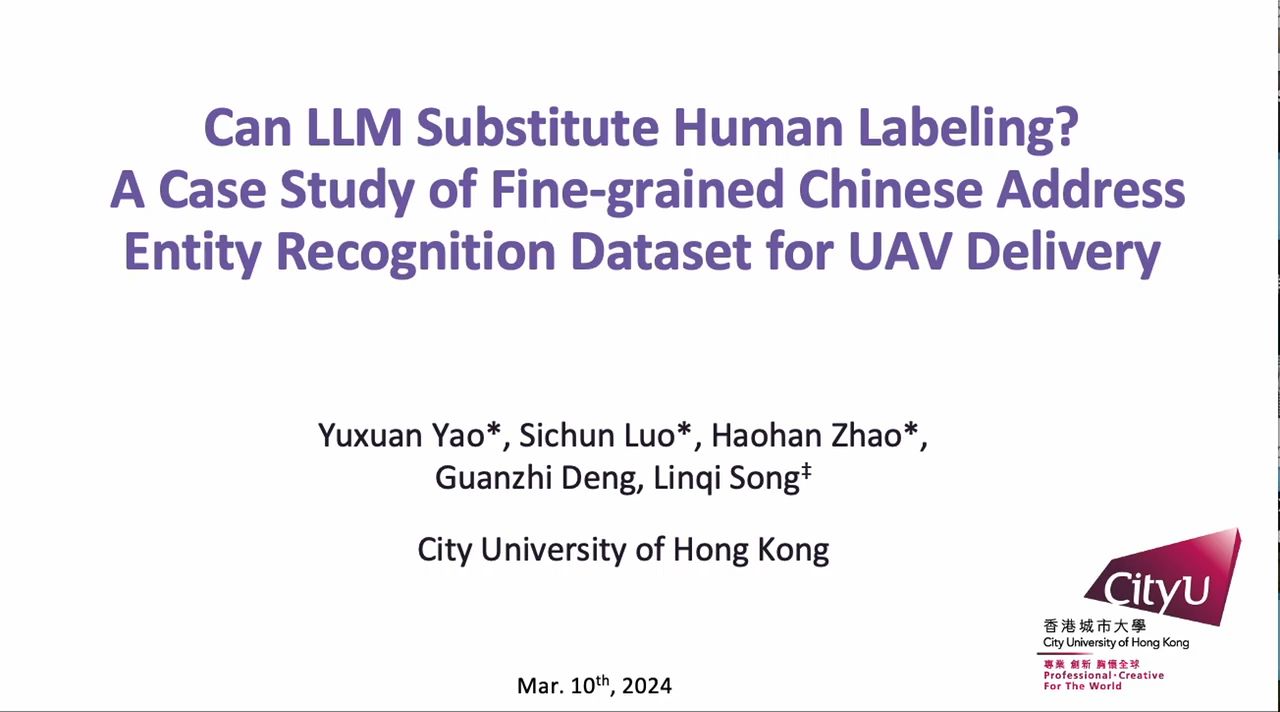 Can LLM Substitute Human Labeling?
A Case Study of Fine-grained Chinese Address
Entity Recognition Dataset for UAV Delivery
Yuxuan Yao*, Sichun Luo*, Haohan Zhao*,
Guanzhi Deng, Linqi Song‡
City University of Hong Kong
CityU
香港城市大學
City University of Hong Kong
專業 創新 胸懷全球
Professional·Creative
For The World
Mar. 10th, 2024